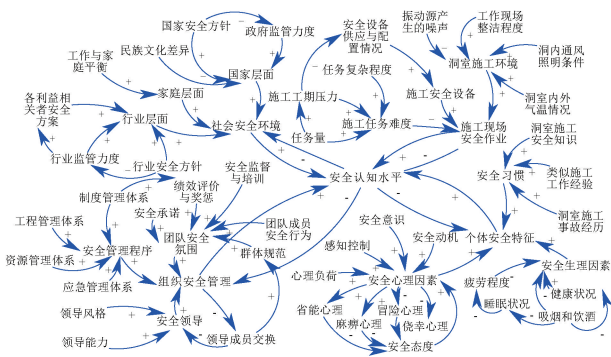 国家安全方针
政府监管力度
民族文化差异
国家层面
工作与家
庭平衡
家庭层面
各利益相
关者安全
方案
行业层面
社会安全环境
行业监管力度
行业安全方针
安全设备
供应与配
置情况
任务复杂程度
施工工期压力
施工任务难度
任务量
振动源产
生的噪声
工作现场
整洁程度
洞内通风
照明条件
洞室施工环境
洞室内外
气温情况
施工安全设备
施工现场
安全作业
洞室施工
安全知识
类似施工
工作经验
安全习惯
洞室施工
事故经历
安全认知水平
安全监督
与培训
绩效评价
与奖惩
制度管理体系
安全承诺
团队安全
氛围
团队成员
安全行为
群体规范
工程管理体系
安全管理程序
资源管理体系
应急管理体系
组织安全管理
领导风格
安全领导
领导能力
领导成员交换
安全意识
感知控制
安全动机
心理负荷
安全心理因素
省能心理
麻痹心理
冒险心理
侥幸心理
安全态度
个体安全特征
安全生理因素
疲劳程度
健康状况
睡眠状况
吸烟和饮酒